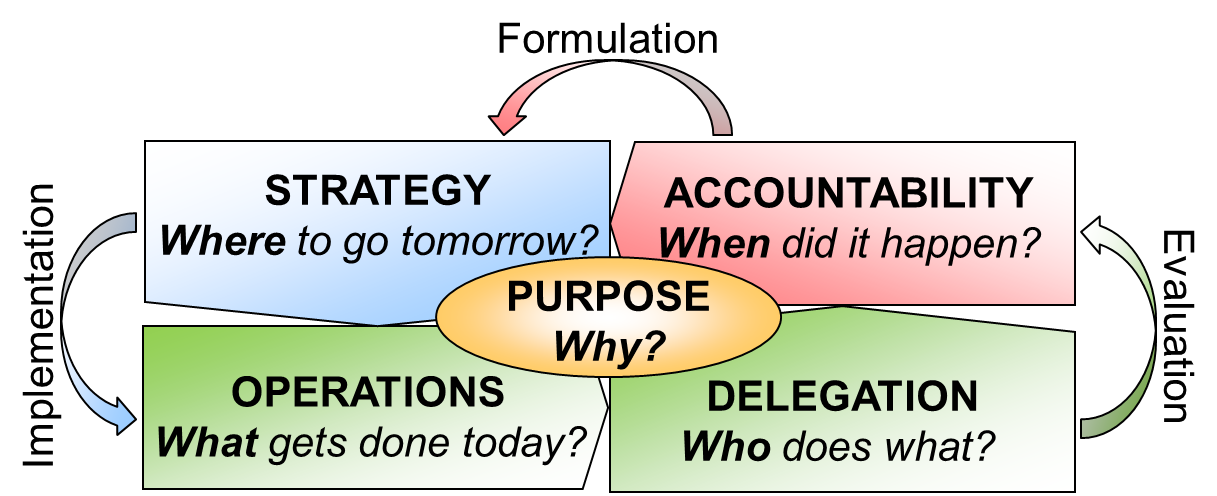 Formulation
STRATEGY
Where to go tomorrow?
ACCOUNTABILITY
When did it happen?
Implementation
PURPOSE
Why?
Evaluation
OPERATIONS
What gets done today?
DELEGATION
Who does what?